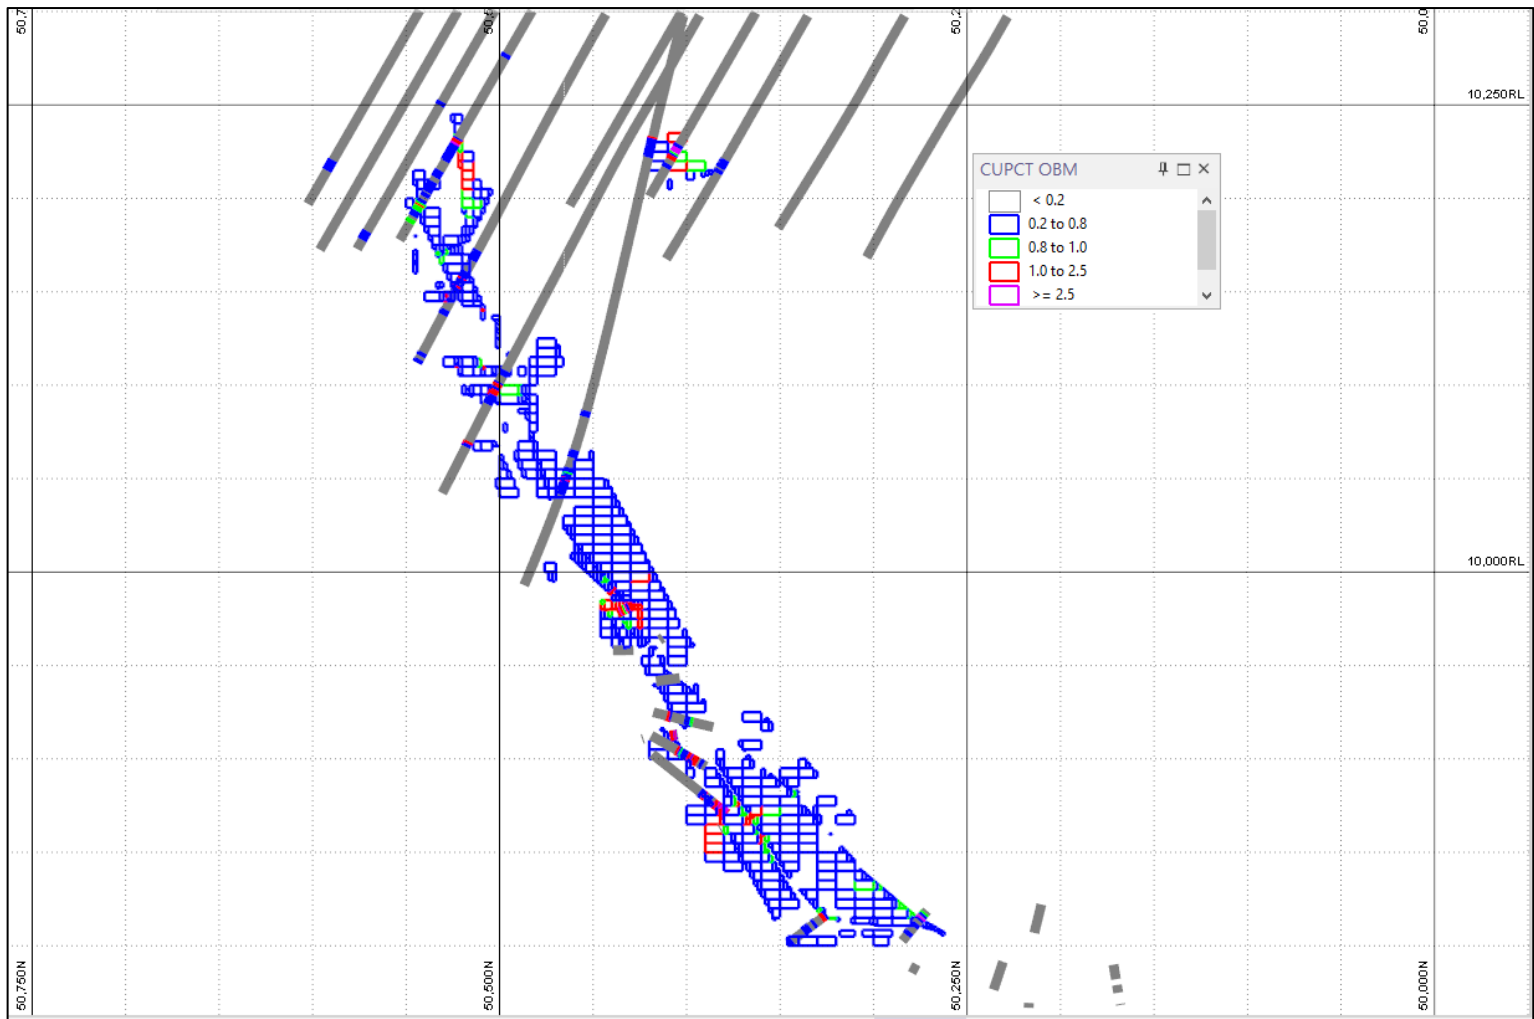 50,7
50,5
50,2
50,0
10,250RL
CUPCT OBM
< 0.2
0.2 to 0.8
0.8 to 1.0
1.0 to 2.5
>= 2.5
10,000RL
50,750N
50,500N
50,250N
50,000N